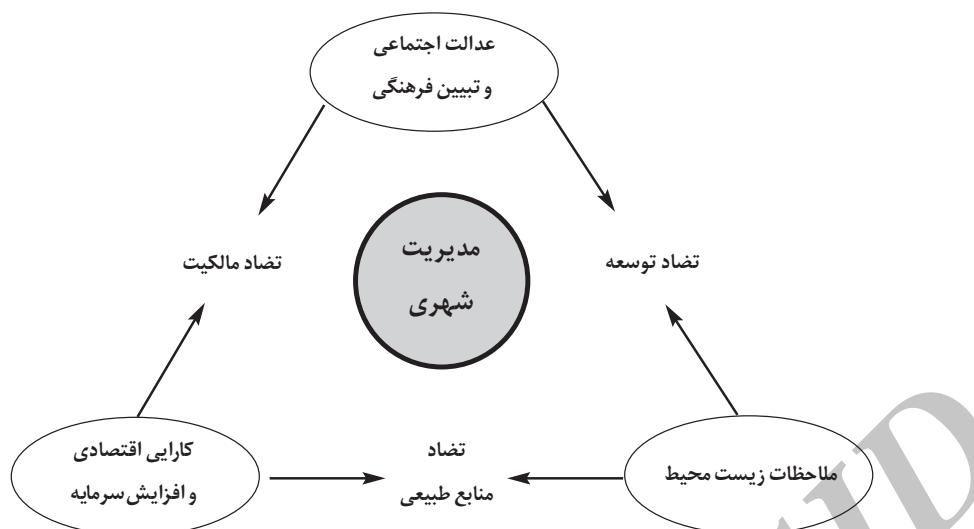 عدالت اجتماعی
و تبیین فرهنگی
مدیریت
شهری
تضاد توسعه
تضاد مالکیت
کارایی اقتصادی
و افزایش سرمایه
تضاد
منابع طبیعی
ملاحظات زیست محیط